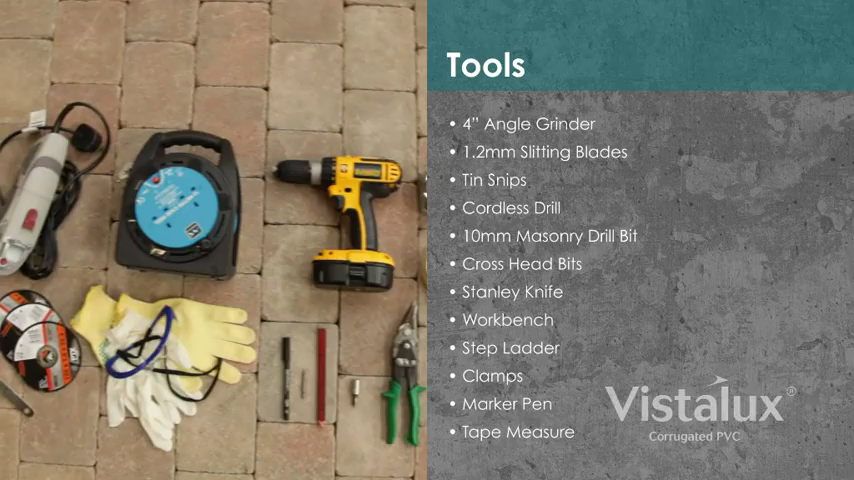 Tools
• 4" Angle Grinder
• 1.2mm Slitting Blades
• Tin Snips
• Cordless Drill
• 10mm Masonry Drill Bit
• Cross Head Bits
• Stanley Knife
• Workbench
• Step Ladder
• Clamps
• Marker Pen
• Tape Measure
Vistalux®
Corrugated PVC